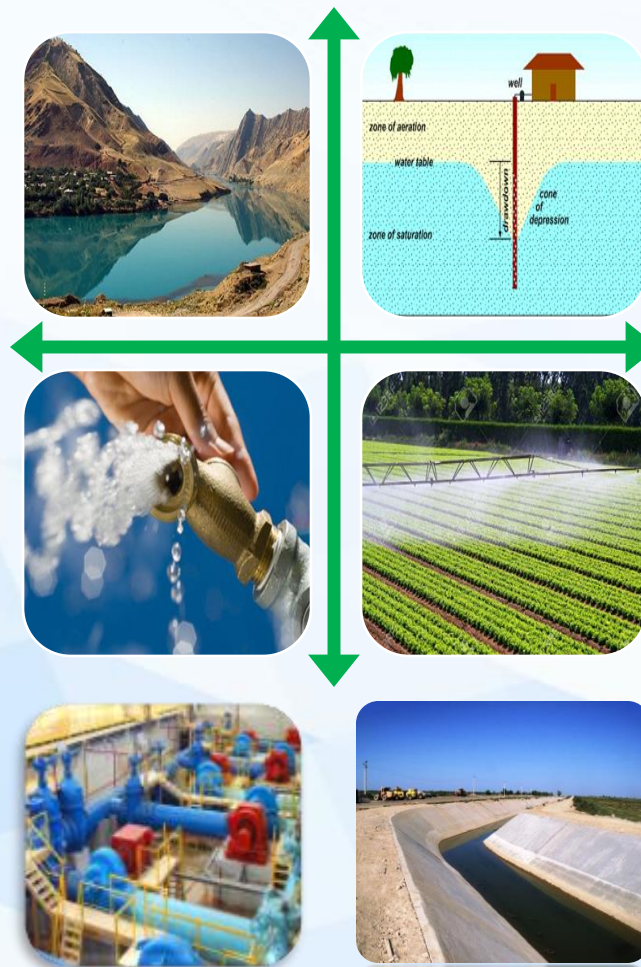 well
zone of aeration
water table
drawdown
cone
of
depression
zone of saturation